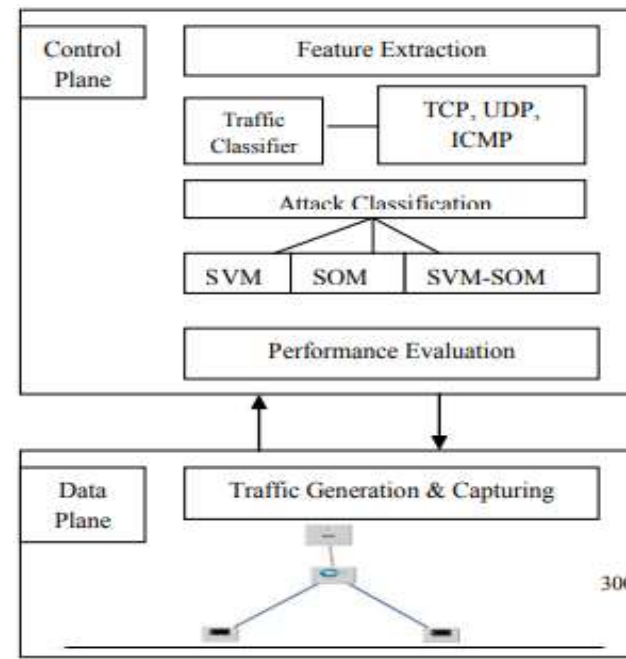 Control
Plane
Feature Extraction
Traffic
Classifier
TCP, UDP,
ICMP
Attack Classification
SVM
SOM
SVM-SOM
Performance Evaluation
Data
Plane
Traffic Generation & Capturing
300